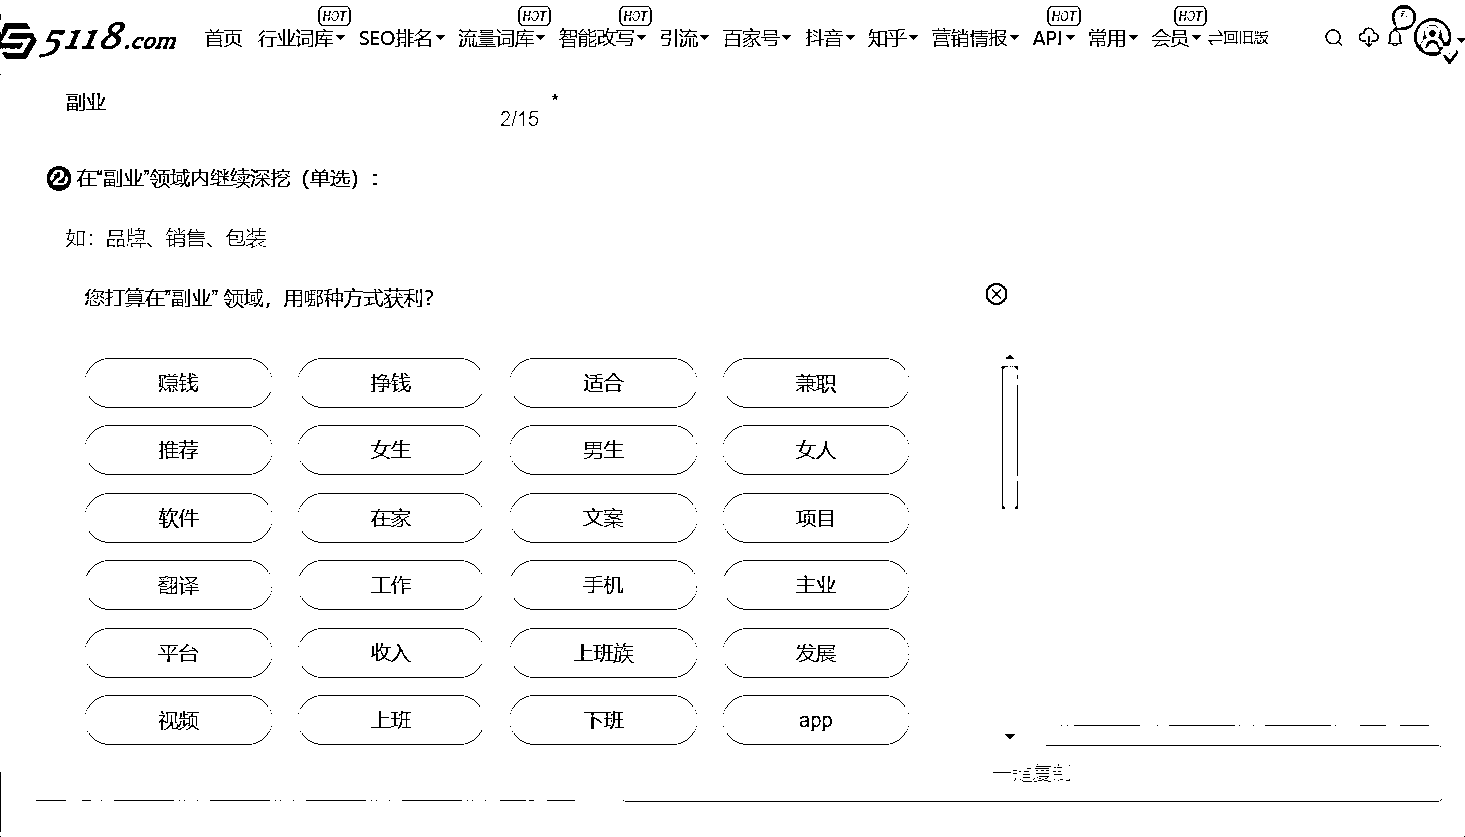 HOT HOT HOT HOT HOT
5118.com 首页 行业词库 SEO排名 流量词库 智能改写 引流 百家号 抖音 知乎 营销情报 API 常用 会员 回旧版
副业 *
2/15
2 在“副业”领域内继续深挖（单选）：
如：品牌、销售、包装
您打算在”副业” 领域，用哪种方式获利？
赚钱 挣钱 适合 兼职
推荐 女生 男生 女人
软件 在家 文案 项目
翻译 工作 手机 主业
平台 收入 上班族 发展
视频 上班 下班 app
一键复制